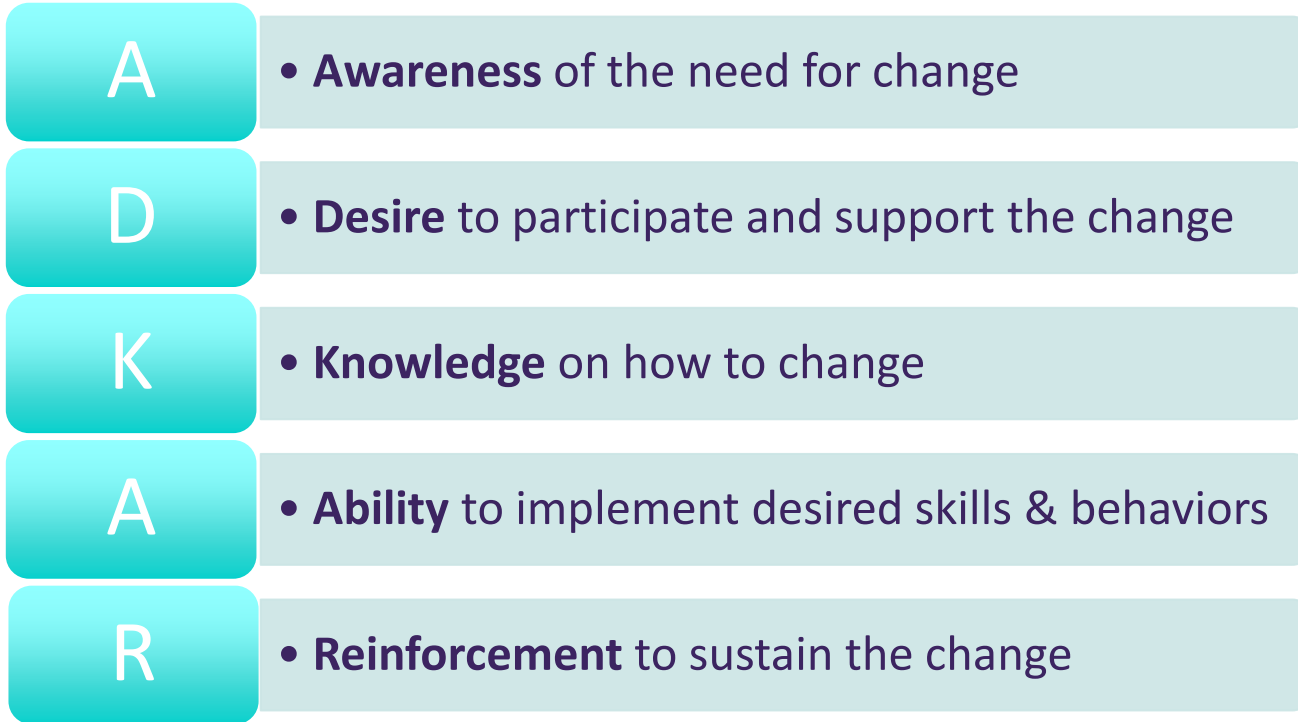 A
• Awareness of the need for change
D
• Desire to participate and support the change
K
• Knowledge on how to change
A
• Ability to implement desired skills & behaviors
R
• Reinforcement to sustain the change